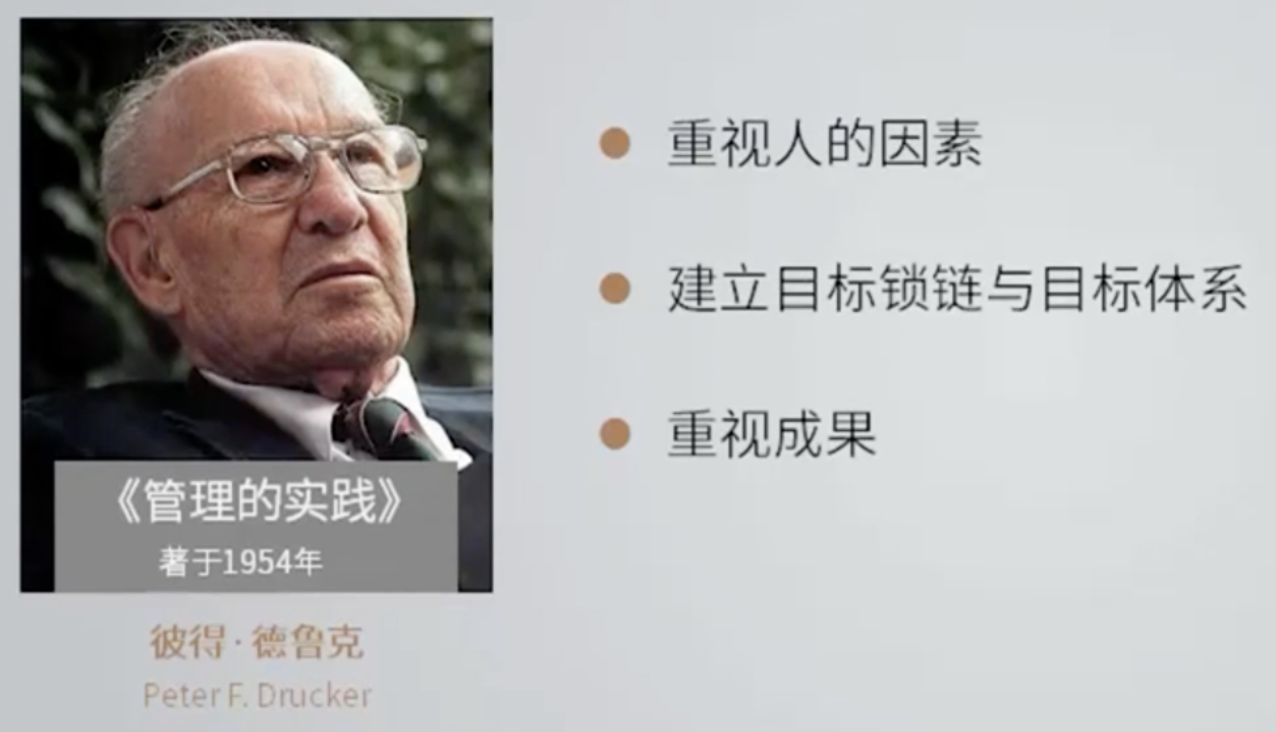 重视人的因素
建立目标锁链与目标体系
重视成果
《管理的实践》
著于1954年
彼得·德鲁克
Peter F. Drucker